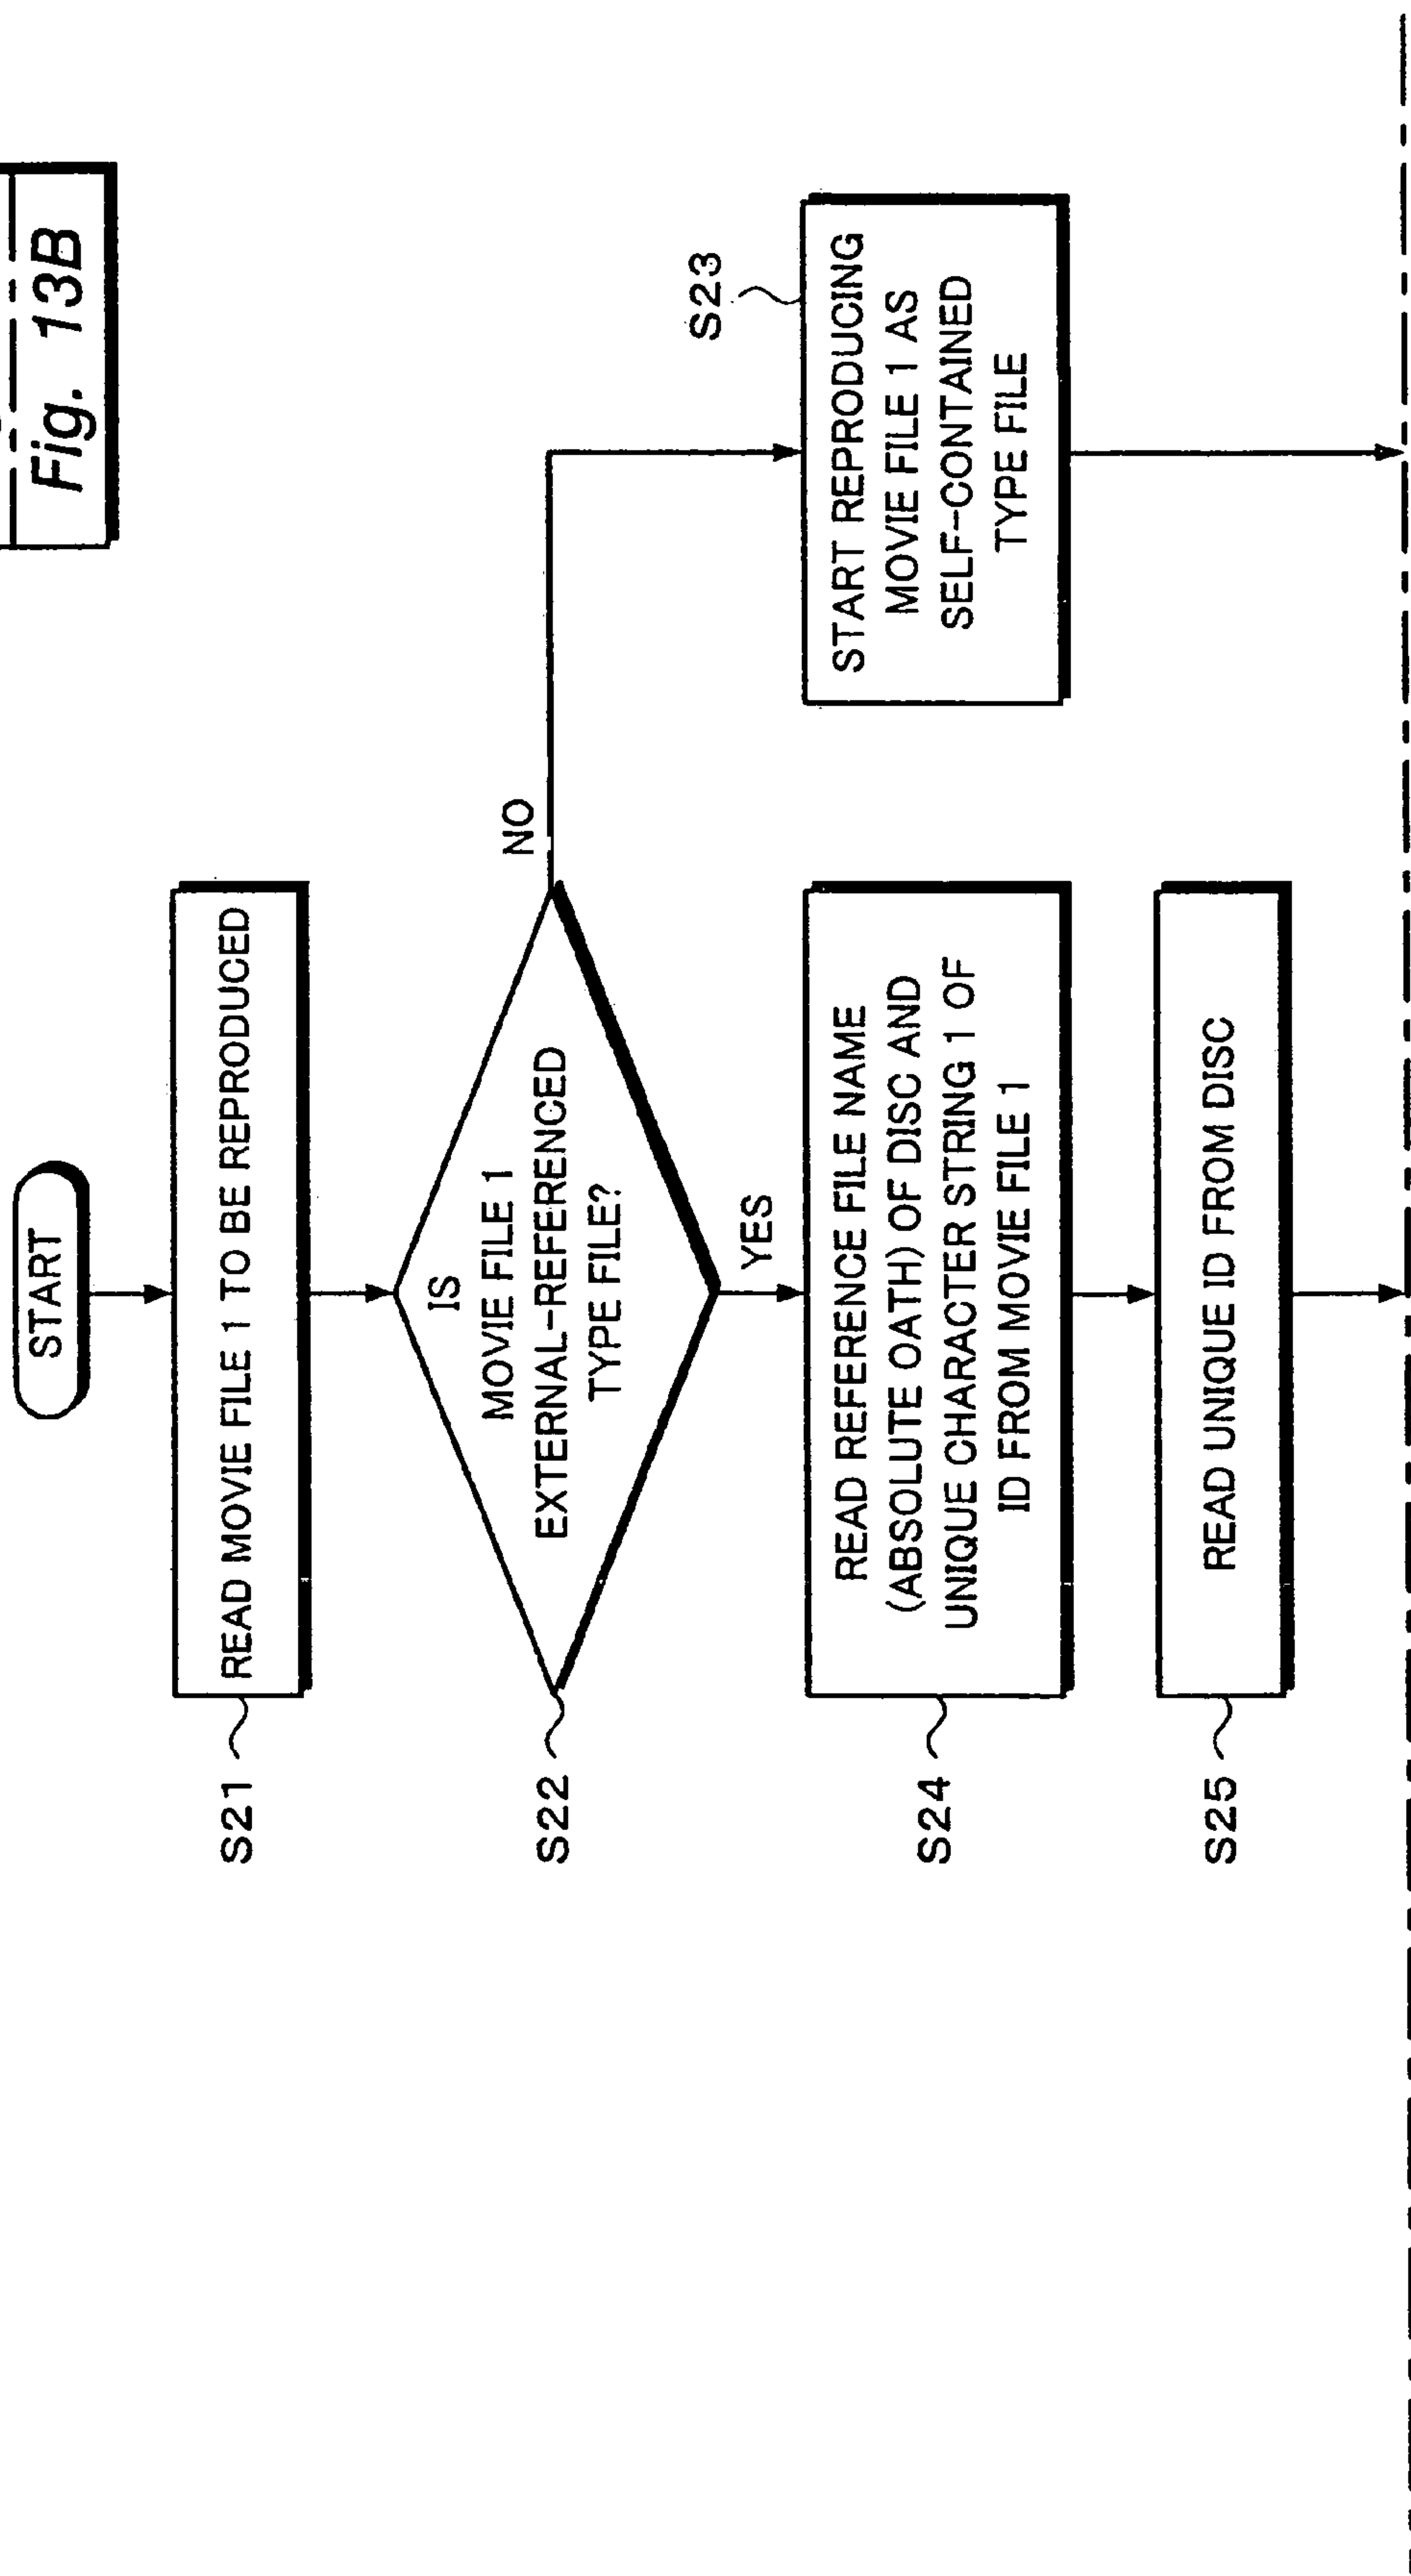 Fig. 13B
START
S21
READ MOVIE FILE 1 TO BE REPRODUCED
S22
IS
MOVIE FILE 1
EXTERNAL-REFERENCED
TYPE FILE?
NO
YES
S23
START REPRODUCING
MOVIE FILE 1 AS
SELF-CONTAINED
TYPE FILE
S24
READ REFERENCE FILE NAME
(ABSOLUTE OATH) OF DISC AND
UNIQUE CHARACTER STRING 1 OF
ID FROM MOVIE FILE 1
S25
READ UNIQUE ID FROM DISC